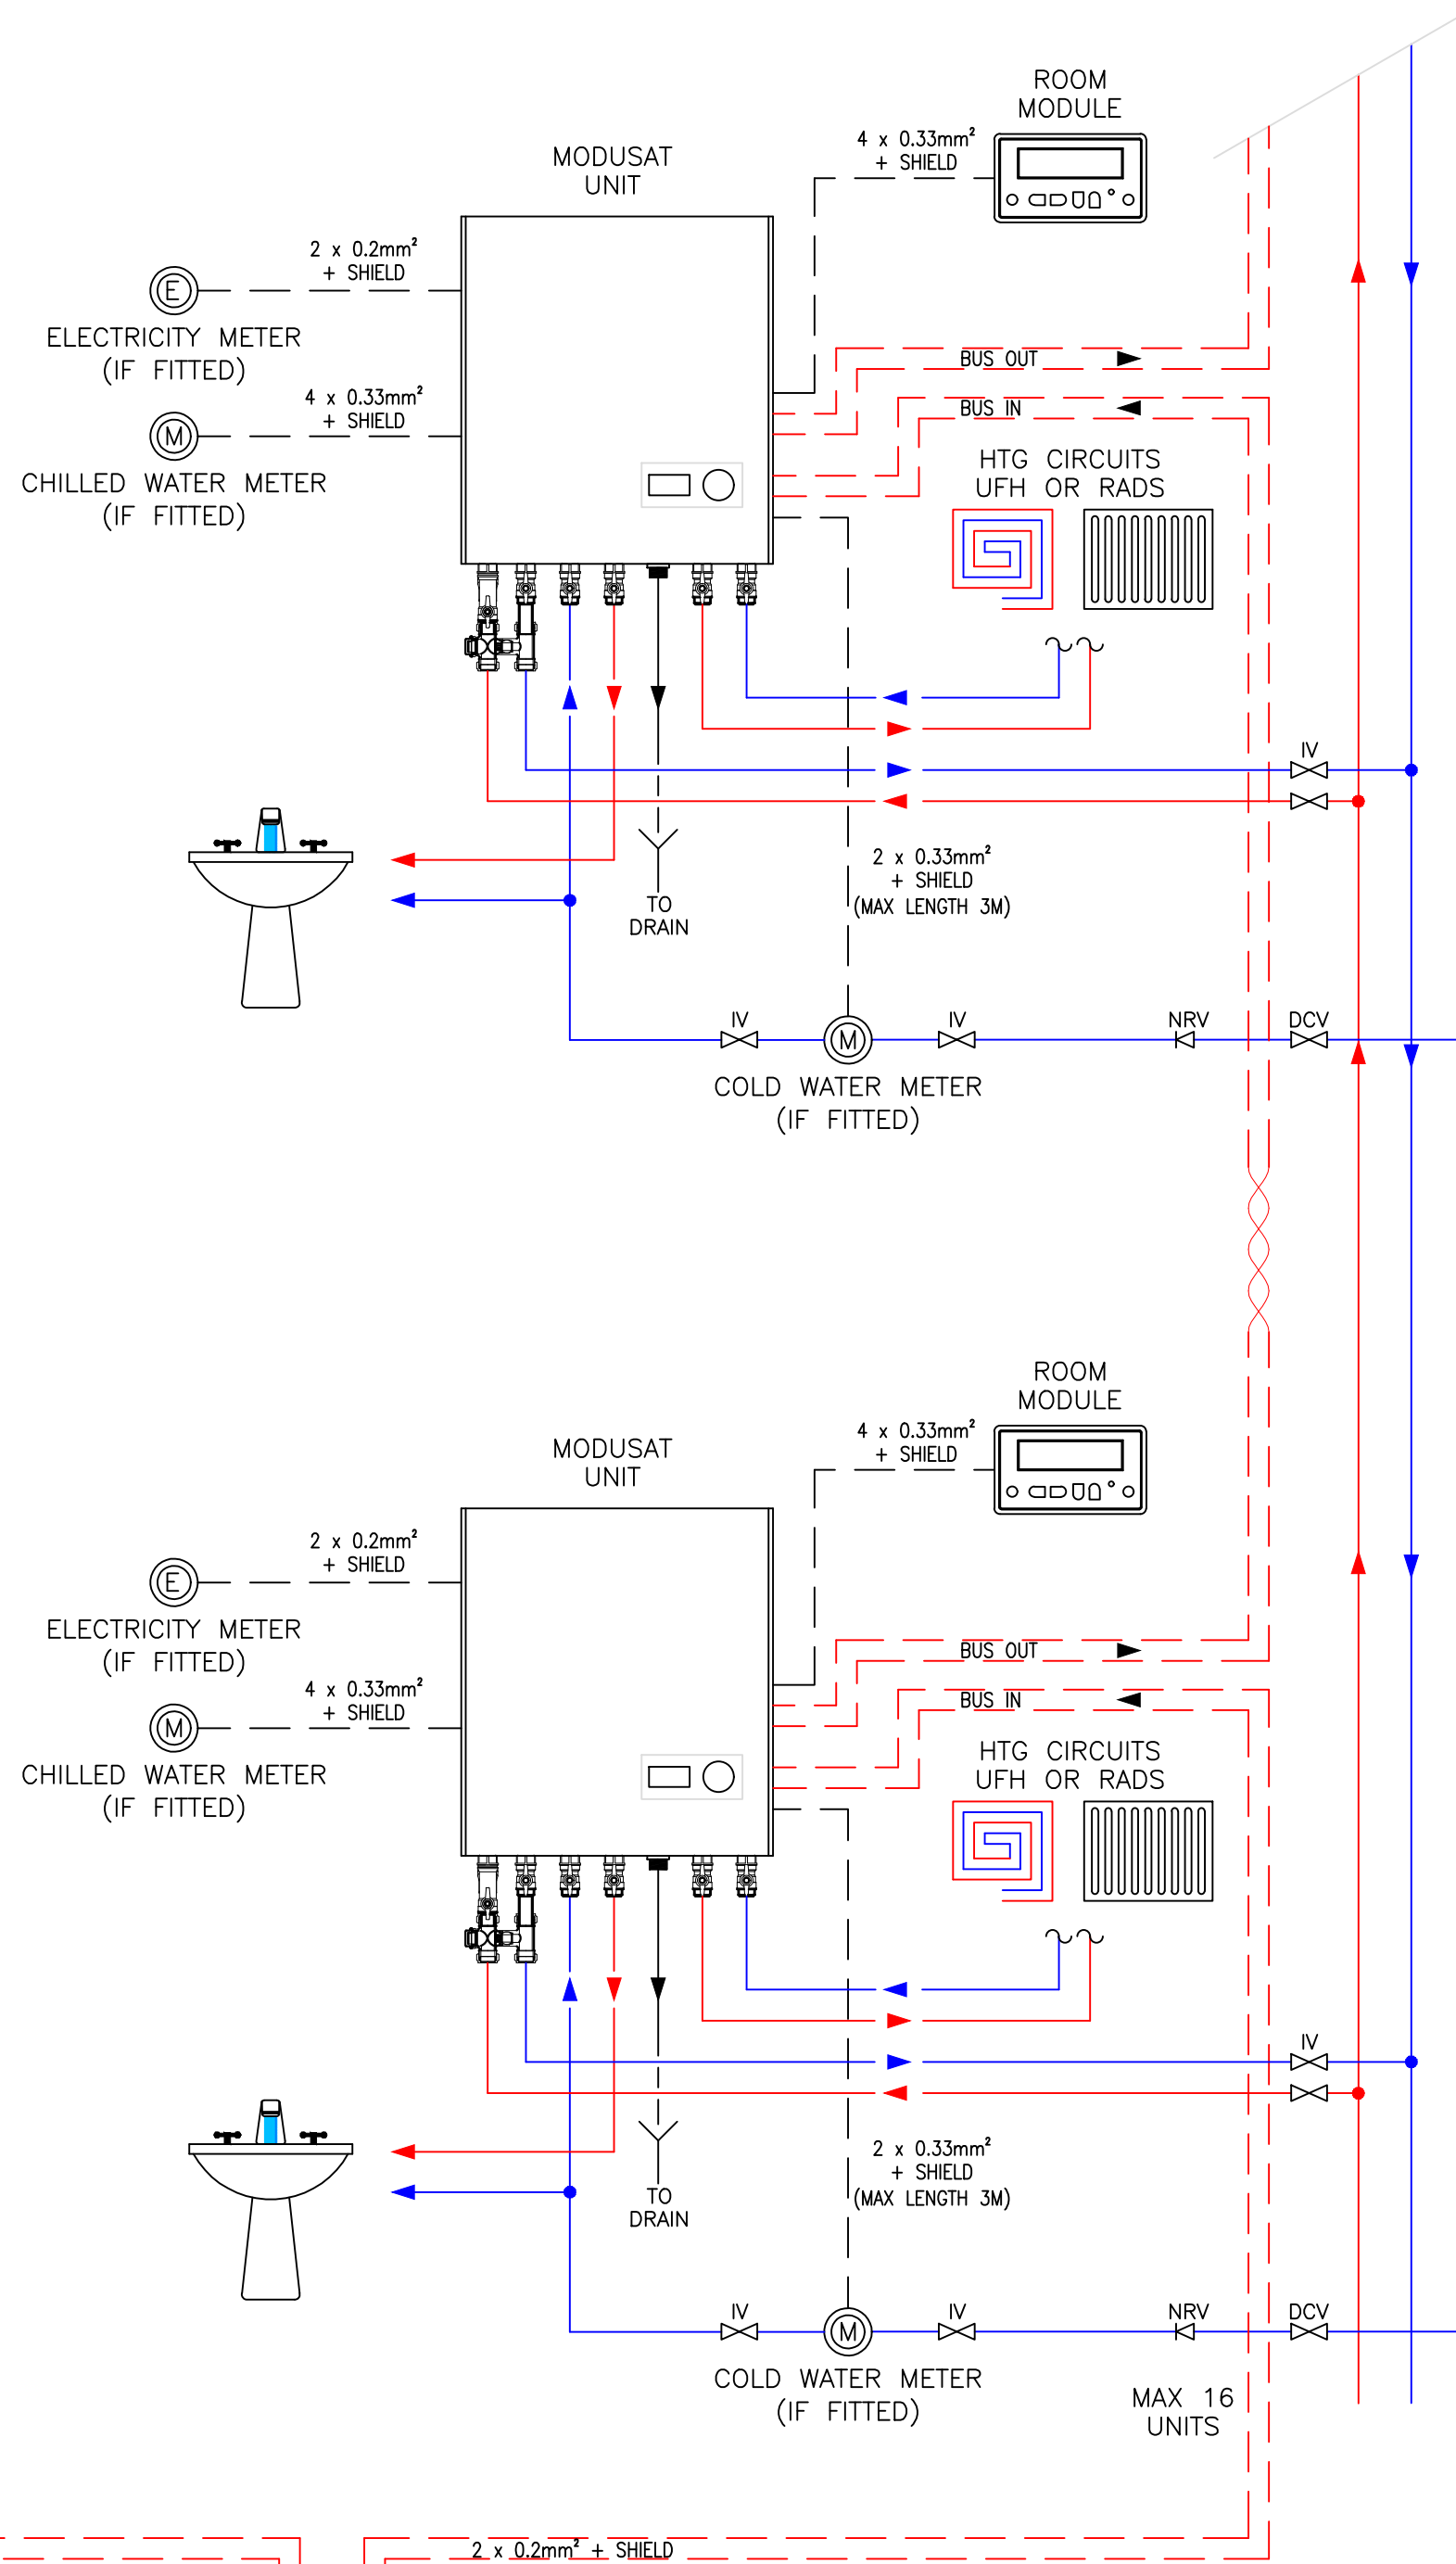 ROOM
MODULE
4 x 0.33mm²
+ SHIELD
MODUSAT
UNIT
2 x 0.2mm²
+ SHIELD
E
ELECTRICITY METER
(IF FITTED)
BUS OUT
4 x 0.33mm²
+ SHIELD
BUS IN
M
CHILLED WATER METER
(IF FITTED)
HTG CIRCUITS
UFH OR RADS
IV
2 x 0.33mm²
+ SHIELD
(MAX LENGTH 3M)
TO
DRAIN
IV
IV
NRV
DCV
M
COLD WATER METER
(IF FITTED)
ROOM
MODULE
4 x 0.33mm²
+ SHIELD
MODUSAT
UNIT
2 x 0.2mm²
+ SHIELD
E
ELECTRICITY METER
(IF FITTED)
BUS OUT
4 x 0.33mm²
+ SHIELD
BUS IN
M
CHILLED WATER METER
(IF FITTED)
HTG CIRCUITS
UFH OR RADS
IV
2 x 0.33mm²
+ SHIELD
(MAX LENGTH 3M)
TO
DRAIN
IV
IV
NRV
DCV
M
COLD WATER METER
(IF FITTED)
MAX 16
UNITS
2 x 0.2mm² + SHIELD